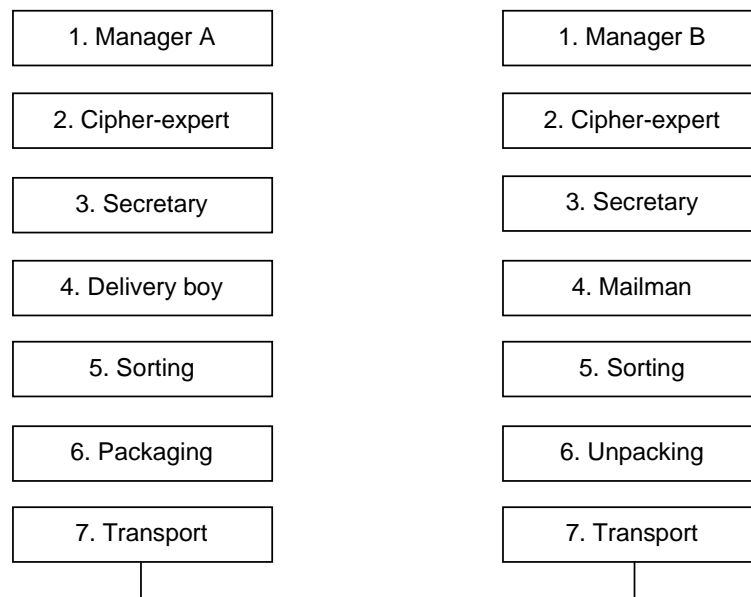 1. Manager A
1. Manager B
2. Cipher-expert
2. Cipher-expert
3. Secretary
3. Secretary
4. Delivery boy
4. Mailman
5. Sorting
5. Sorting
6. Packaging
6. Unpacking
7. Transport
7. Transport